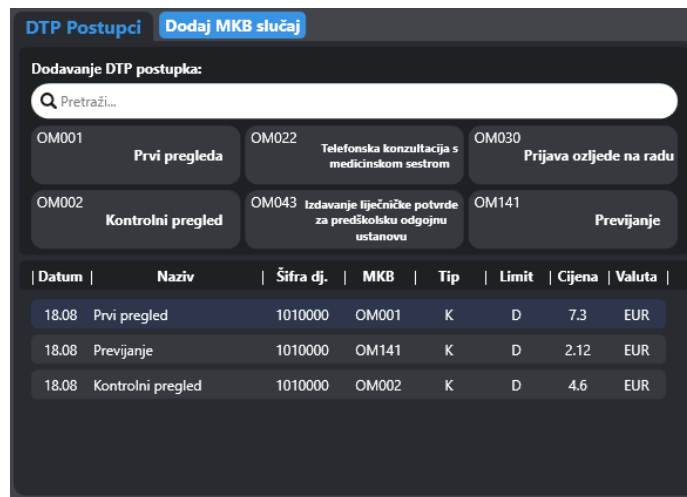 DTP Postupci Dodaj MKB slučaj
Dodavanje DTP postupka:
Pretraži...
OM001
Prvi pregleda
OM022
Telefonska konzultacija s
medicinskom sestrom
OM030
Prijava ozljede na radu
OM002
Kontrolni pregled
OM043
Izdavanje liječničke potvrde
za predškolsku odgojnu
ustanovu
OM141
Previjanje
| Datum | Naziv | Šifra dj. | MKB | Tip | Limit | Cijena | Valuta |
18.08 Prvi pregled 1010000 OM001 K D 7.3 EUR
18.08 Previjanje 1010000 OM141 K D 2.12 EUR
18.08 Kontrolni pregled 1010000 OM002 K D 4.6 EUR